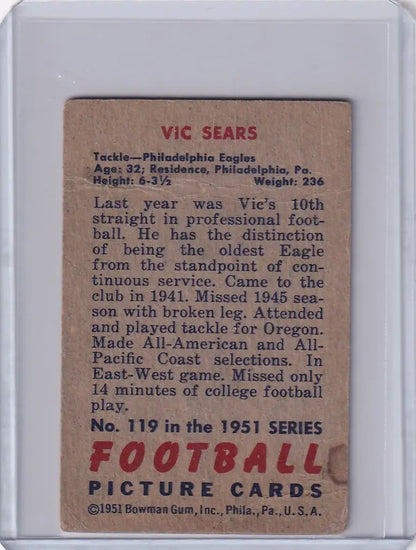 ViC SEARS
Tackle—Philadelphia Eagles
Age: 32; Residence, Philadelphia, Pa.
Height: 6-3½ Weight: 236
Last year was Vic's 10th
straight in professional foot-
ball. He has the distinction
of being the oldest Eagle
from the standpoint of con-
tinuous service. Came to the
club in 1941. Missed 1945 sea-
son with broken leg. Attended
and played tackle for Oregon.
Made All-American and All-
Pacific Coast selections. In
East-West game. Missed only
14 minutes of college football
play.
No. 119 in the 1951 SERIES
FOOTBALL
PICTURE CARDS
©1951 Bowman Gum, Inc., Phila., Pa., U. S. A.